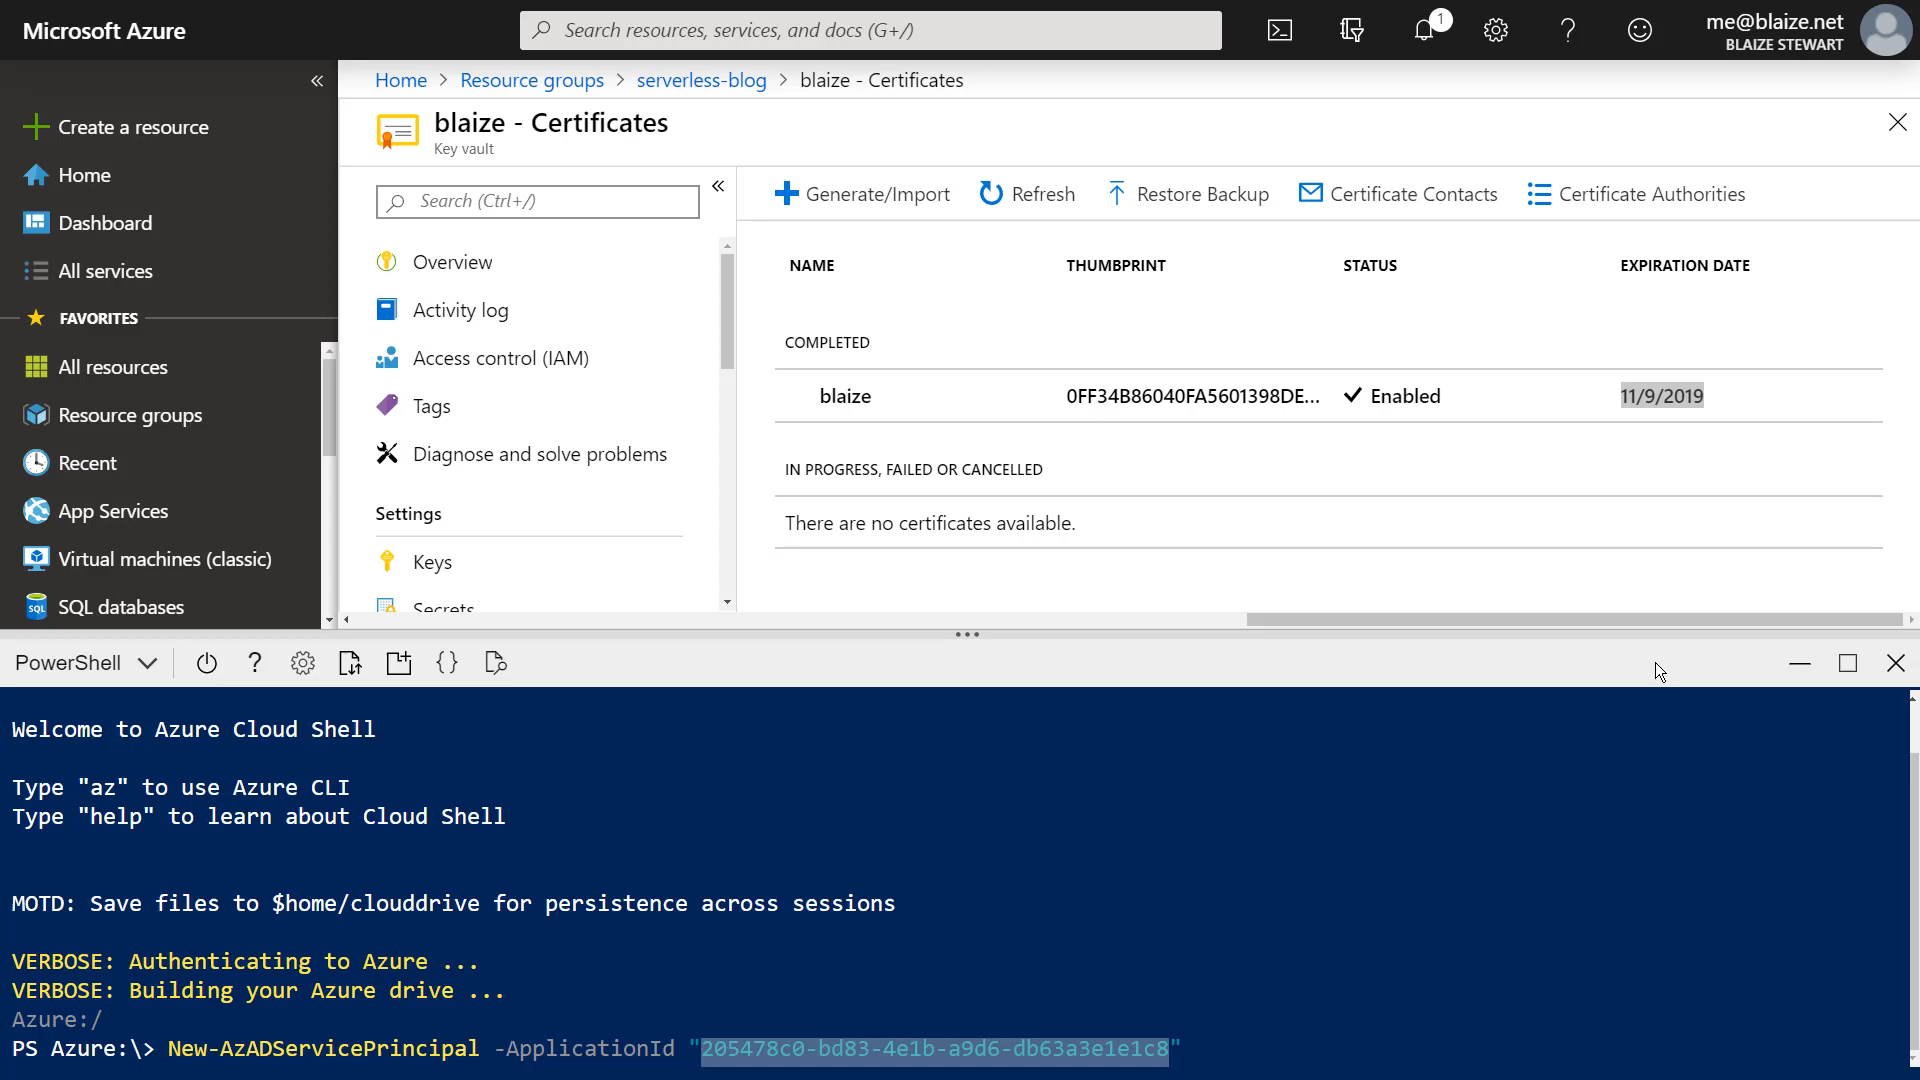 Microsoft Azure
Search resources, services, and docs (G+/)
1
me@blaize.net
BLAIZE STEWART
Create a resource
Home
Dashboard
All services
FAVORITES
All resources
Resource groups
Recent
App Services
Virtual machines (classic)
SQL databases
Home > Resource groups > serverless-blog > blaize - Certificates
blaize - Certificates
Key vault
Search (Ctrl+/)
Overview
Activity log
Access control (IAM)
Tags
Diagnose and solve problems
Settings
Keys
Secrets
Generate/Import Refresh Restore Backup Certificate Contacts Certificate Authorities
NAME THUMBPRINT STATUS EXPIRATION DATE
COMPLETED
blaize 0FF34B86040FA5601398DE... Enabled 11/9/2019
IN PROGRESS, FAILED OR CANCELLED
There are no certificates available.
PowerShell
Welcome to Azure Cloud Shell
Type "az" to use Azure CLI
Type "help" to learn about Cloud Shell
MOTD: Save files to $home/clouddrive for persistence across sessions
VERBOSE: Authenticating to Azure ...
VERBOSE: Building your Azure drive ...
Azure:/
PS Azure:\> New-AzADServicePrincipal -ApplicationId "205478c0-bd83-4e1b-a9d6-db63a3e1e1c8"